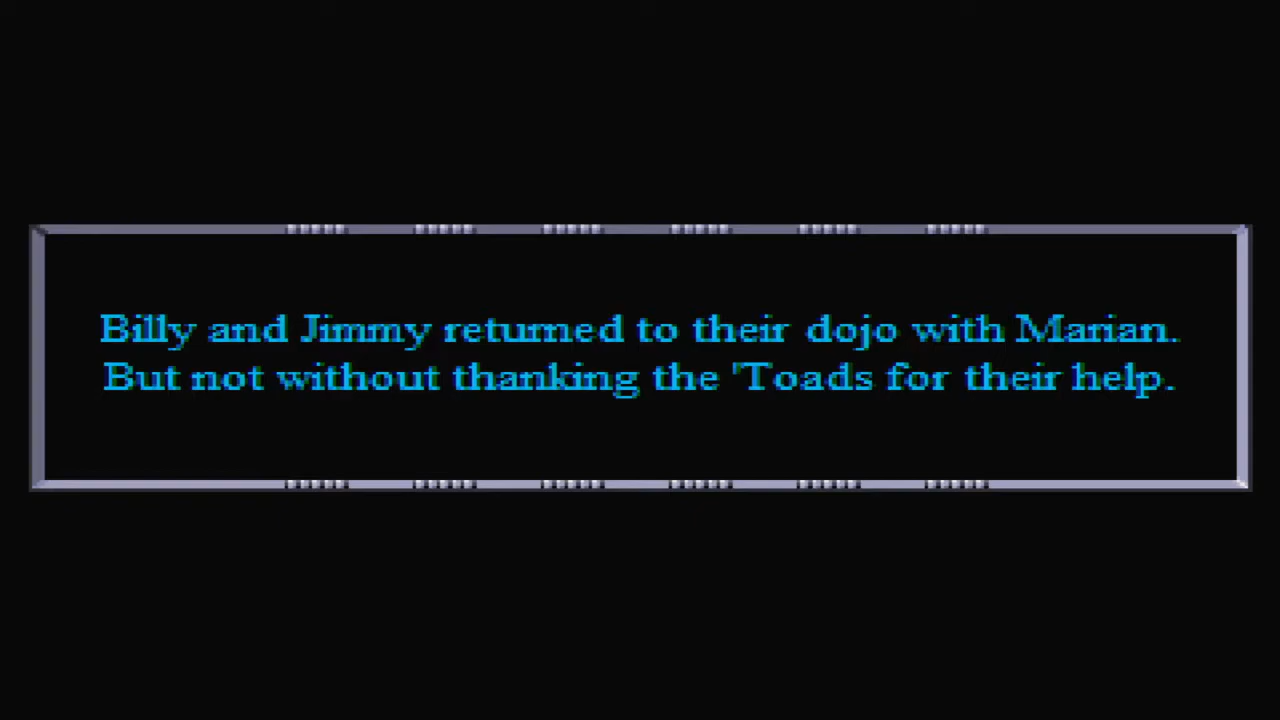 Billy and Jimmy returned to their dojo with Marian.
But not without thanking the 'Toads for their help.